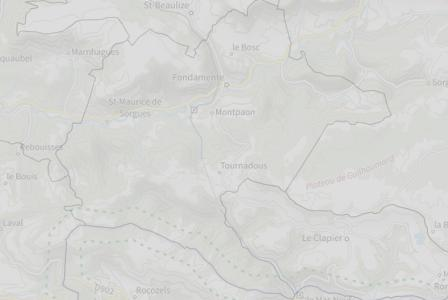 St-Beaulize
Marnhagues
le Bosc
Fondamente
St-Maurice de
Sorgues
Montpaon
Rebouisses
Tournadous
le Bouis
Plateau de Guilhaumard
Laval
Le Clapier
Rocozels